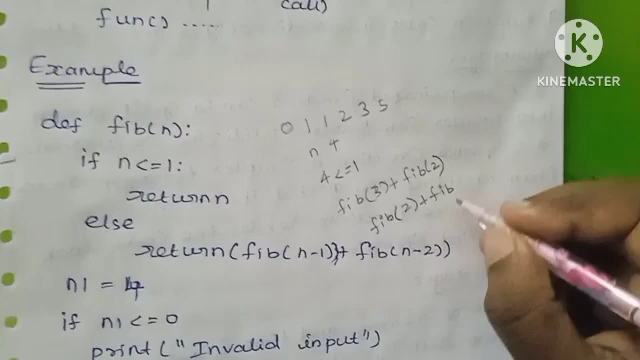 call)
func() .....
Example
def fib(n):
if n<=1:
return n
else
return(fib(n-1)}+ fib(n-2))
n1 = 4
if n1 <= 0
print("Invalid input")
0 1 1 2 3 5
n 4
4 <= 1
fib(3) + fib(2)
fib(2) + fib
K
KINEMASTER